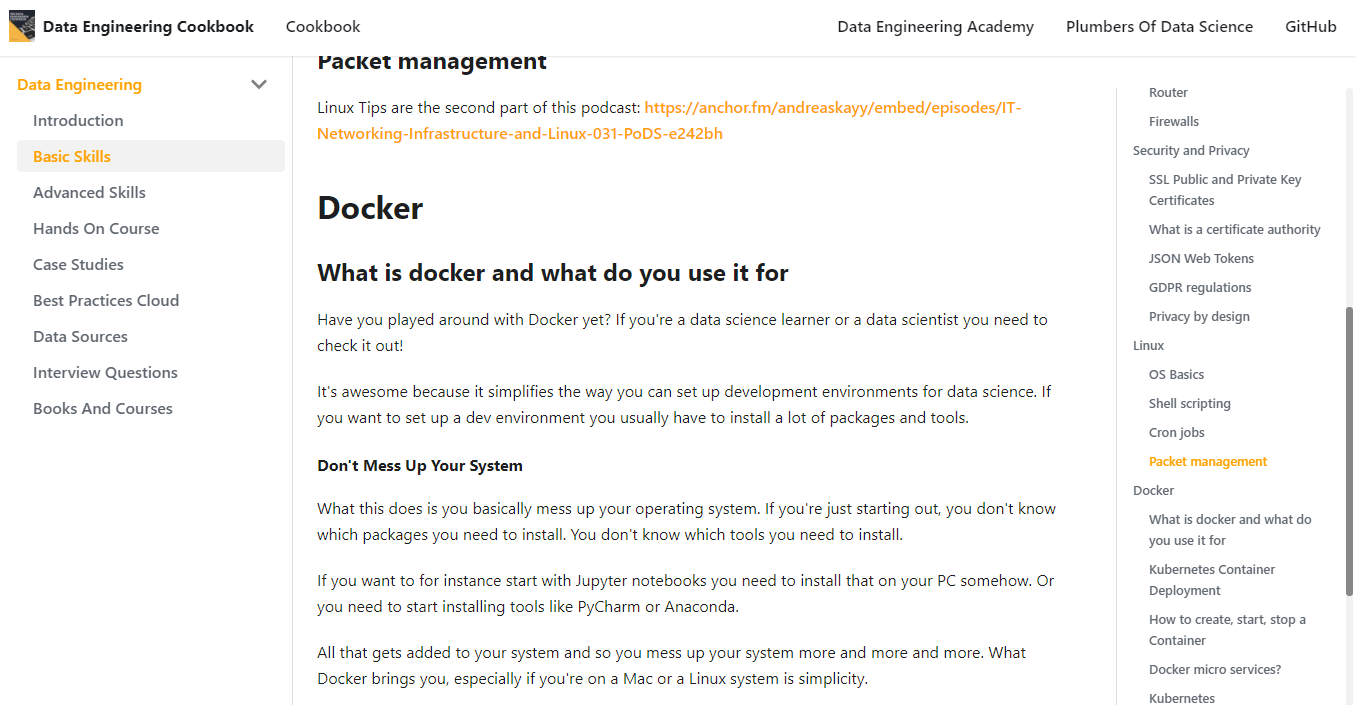 Data Engineering Cookbook
Cookbook
Data Engineering Academy
Plumbers Of Data Science
GitHub
Data Engineering
Introduction
Basic Skills
Advanced Skills
Hands On Course
Case Studies
Best Practices Cloud
Data Sources
Interview Questions
Books And Courses
Packet management
Linux Tips are the second part of this podcast: https://anchor.fm/andreaskayy/embed/episodes/IT-
Networking-Infrastructure-and-Linux-031-PoDS-e242bh
Docker
What is docker and what do you use it for
Have you played around with Docker yet? If you're a data science learner or a data scientist you need to
check it out!
It's awesome because it simplifies the way you can set up development environments for data science. If
you want to set up a dev environment you usually have to install a lot of packages and tools.
Don't Mess Up Your System
What this does is you basically mess up your operating system. If you're just starting out, you don't know
which packages you need to install. You don't know which tools you need to install.
If you want to for instance start with Jupyter notebooks you need to install that on your PC somehow. Or
you need to start installing tools like PyCharm or Anaconda.
All that gets added to your system and so you mess up your system more and more and more. What
Docker brings you, especially if you're on a Mac or a Linux system is simplicity.
Router
Firewalls
Security and Privacy
SSL Public and Private Key
Certificates
What is a certificate authority
JSON Web Tokens
GDPR regulations
Privacy by design
Linux
OS Basics
Shell scripting
Cron jobs
Packet management
Docker
What is docker and what do
you use it for
Kubernetes Container
Deployment
How to create, start, stop a
Container
Docker micro services?
Kubernetes